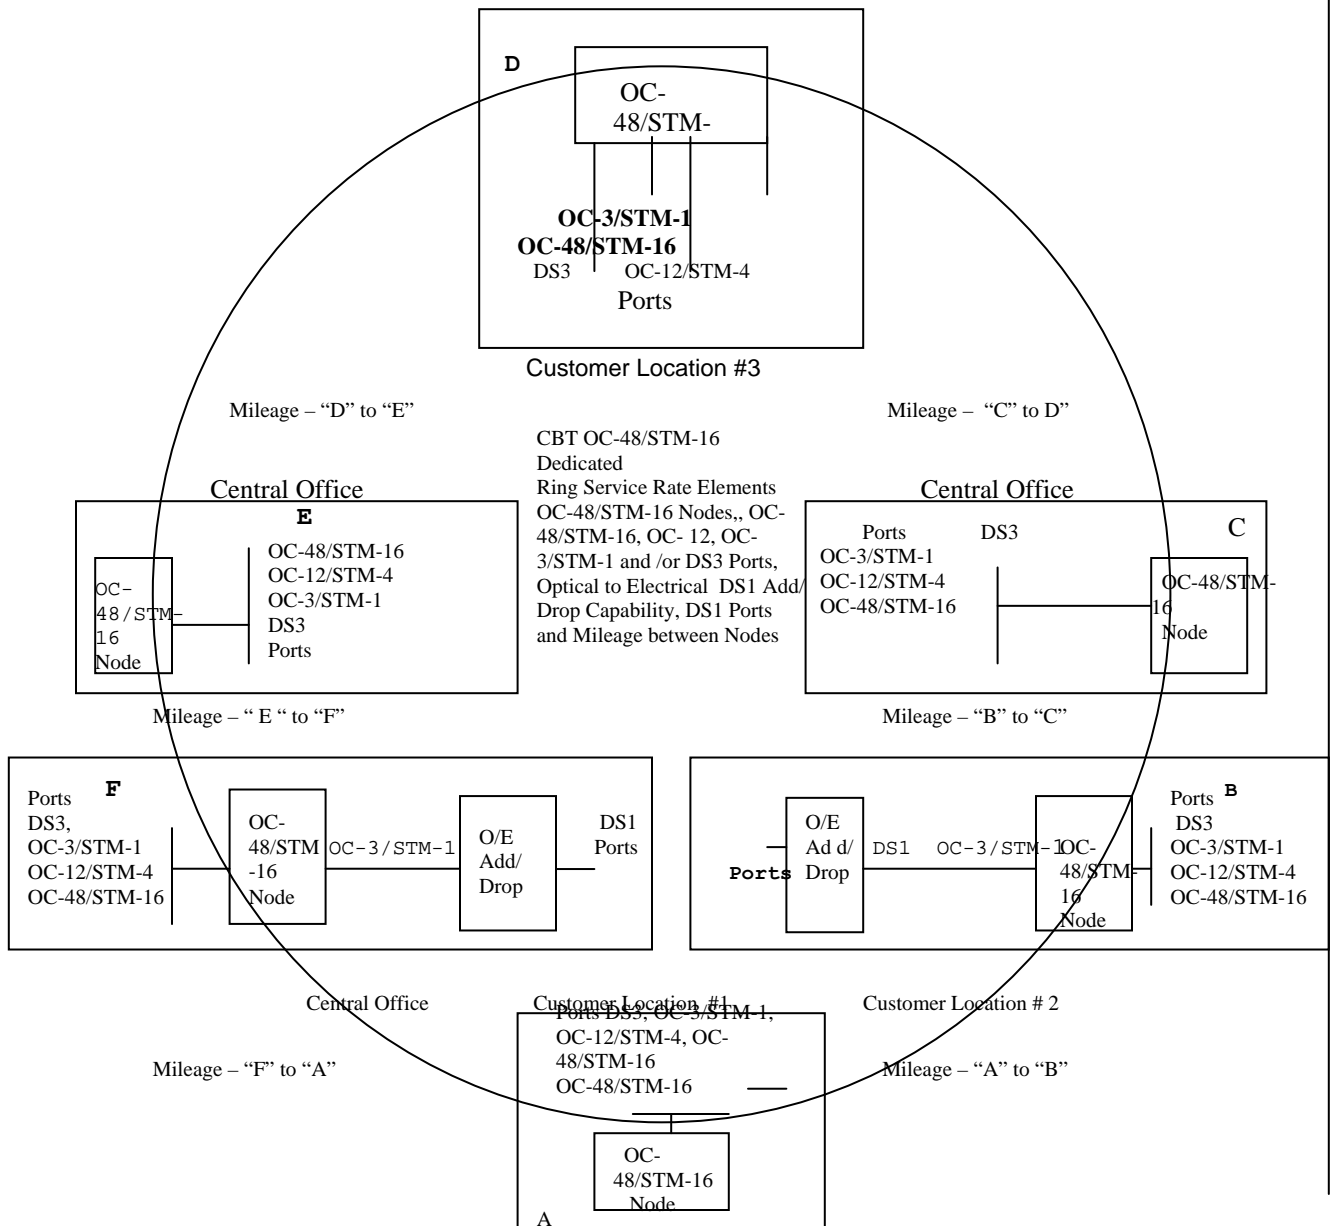 D
OC-
48/STM-
OC-3/STM-1
OC-48/STM-16
DS3 OC-12/STM-4
Ports
Customer Location #3
Mileage – “D” to “E”
Mileage – “C” to D”
CBT OC-48/STM-16
Dedicated
Ring Service Rate Elements
OC-48/STM-16 Nodes,, OC-
48/STM-16, OC- 12, OC-
3/STM-1 and /or DS3 Ports,
Optical to Electrical DS1 Add/
Drop Capability, DS1 Ports
and Mileage between Nodes
Central Office
E
OC-
48/STM-
16
Node
OC-48/STM-16
OC-12/STM-4
OC-3/STM-1
DS3
Ports
Central Office
C
Ports DS3
OC-3/STM-1
OC-12/STM-4
OC-48/STM-16
OC-48/STM-
16
Node
Mileage – “ E “ to “F”
Mileage – “B” to “C”
F
Ports
DS3,
OC-3/STM-1
OC-12/STM-4
OC-48/STM-16
OC-
48/STM
-16
Node
OC-3/STM-1
O/E
Add/
Drop
DS1
Ports
Ports
O/E
Ad d/
Drop
DS1 OC-3/STM-1
OC-
48/STM-
16
Node
Ports B
DS3
OC-3/STM-1
OC-12/STM-4
OC-48/STM-16
Central Office
Customer Location #1
Customer Location # 2
Ports DS3, OC-3/STM-1,
OC-12/STM-4, OC-
48/STM-16
OC-48/STM-16
Mileage – “F” to “A”
Mileage – “A” to “B”
OC-
48/STM-16
Node
A